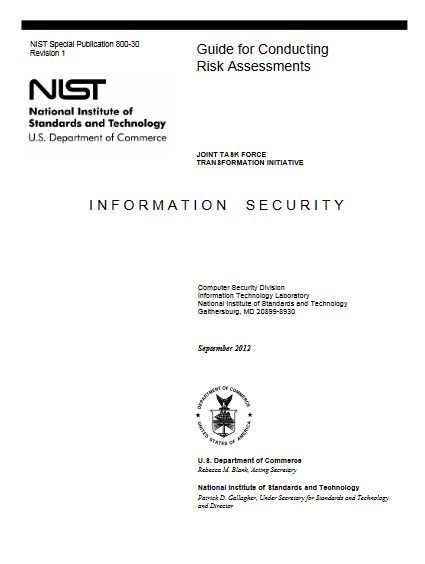 NIST Special Publication 800-30
Revision 1
Guide for Conducting
Risk Assessments
NIST
National Institute of
Standards and Technology
U.S. Department of Commerce
JOINT TASK FORCE
TRANSFORMATION INITIATIVE
INFORMATION SECURITY
Computer Security Division
Information Technology Laboratory
National Institute of Standards and Technology
Gaithersburg, MD 20899-8930
September 2012
DEPARTMENT OF COMMERCE
UNITED STATES OF AMERICA
U.S. Department of Commerce
Rebecca M. Blank, Acting Secretary
National Institute of Standards and Technology
Patrick D. Gallagher, Under Secretary for Standards and Technology
and Director